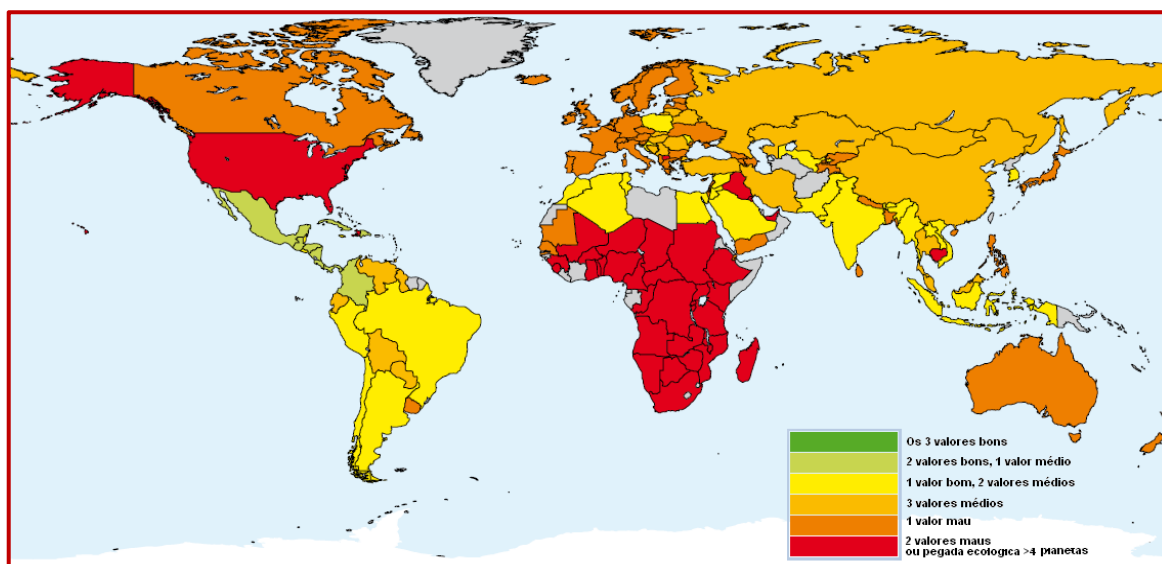 Os 3 valores bons
2 valores bons, 1 valor médio
1 valor bom, 2 valores médios
3 valores médios
1 valor mau
2 valores maus
ou pegada ecologica >4 planetas